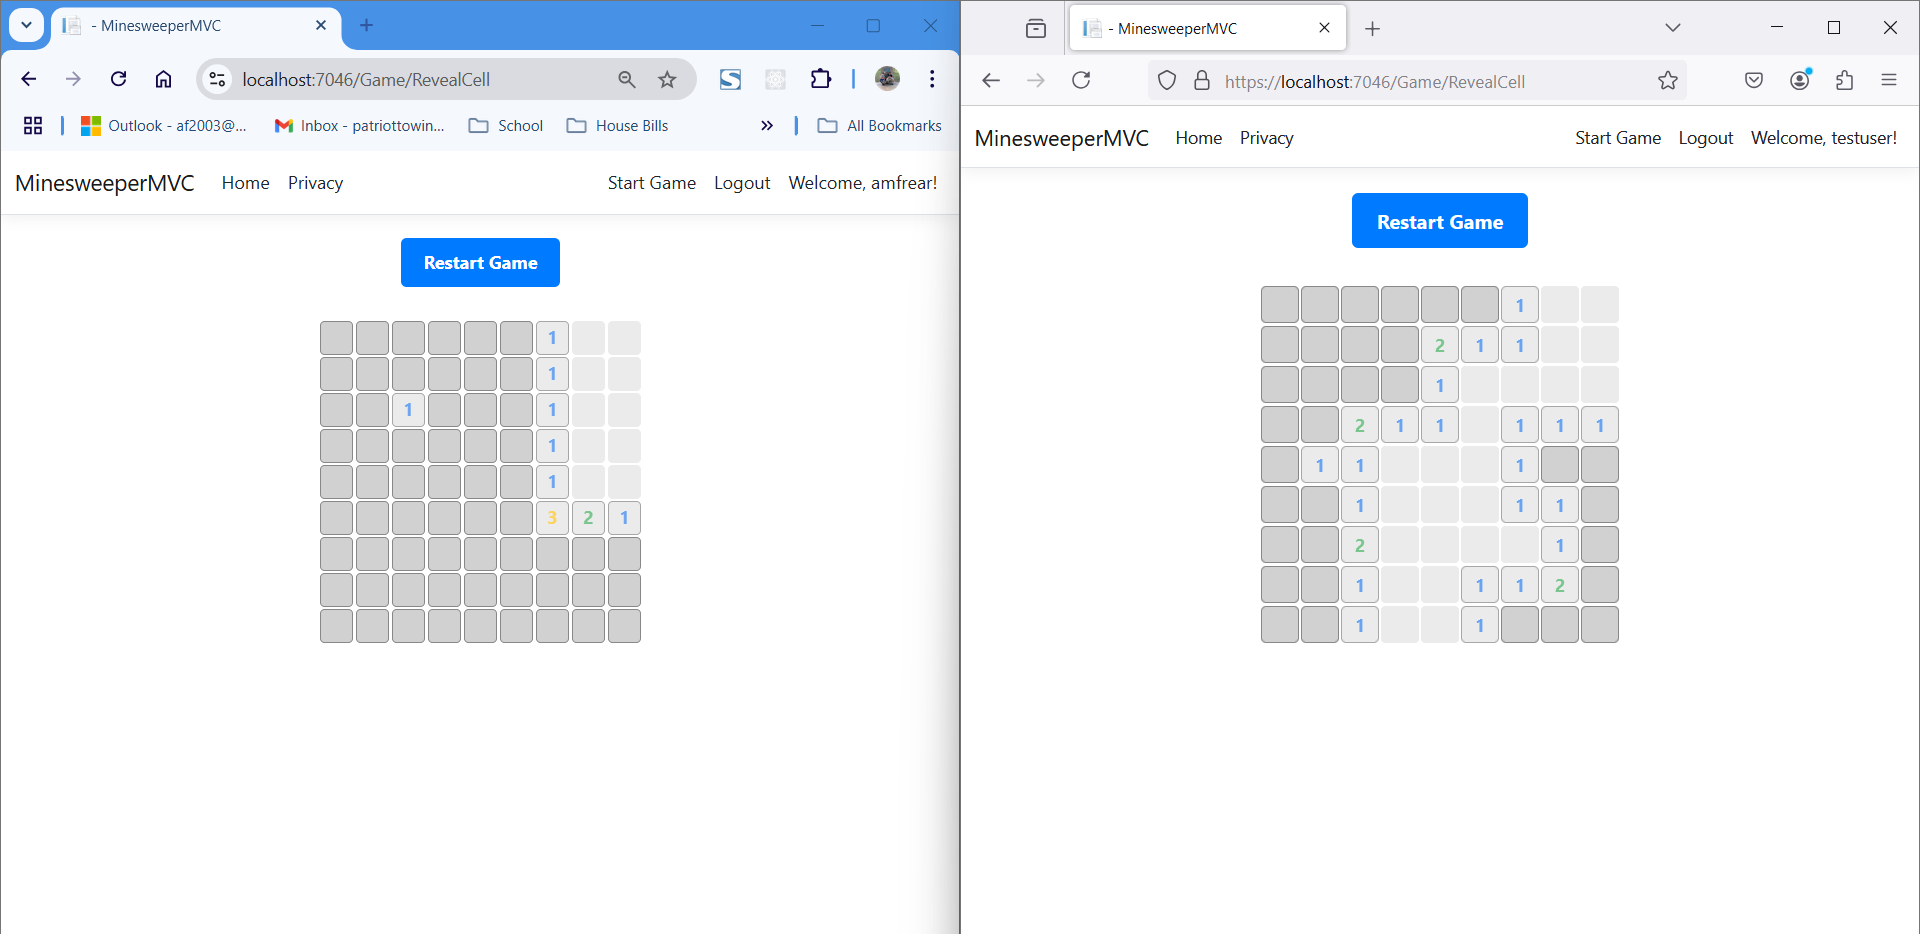 - MinesweeperMVC
localhost:7046/Game/RevealCell
Outlook - af2003@...
Inbox - patriottowin...
School
House Bills
All Bookmarks
MinesweeperMVC Home Privacy Start Game Logout Welcome, amfrear!
Restart Game
1
1
1 1
1
1
3 2 1
- MinesweeperMVC
https://localhost:7046/Game/RevealCell
MinesweeperMVC Home Privacy Start Game Logout Welcome, testuser!
Restart Game
1
2 1 1
1
2 1 1 1 1 1
1 1 1
1 1 1
2 1
1 1 1 2
1 1